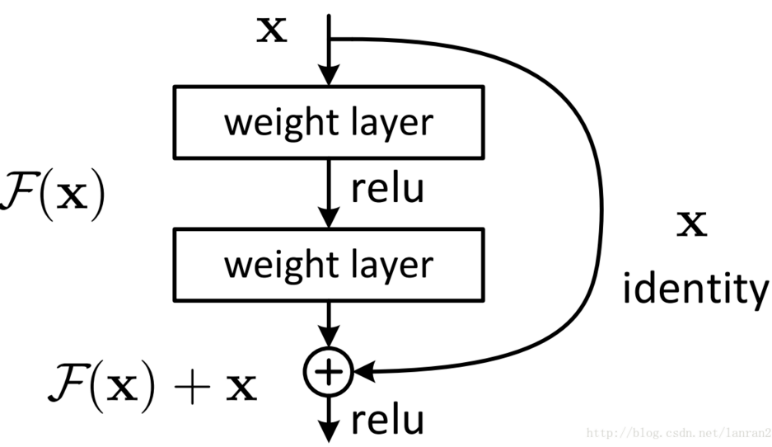 x
weight layer
relu
F(x)
x
weight layer
identity
F(x) + x
relu
http://blog.csdn.net/lanran2